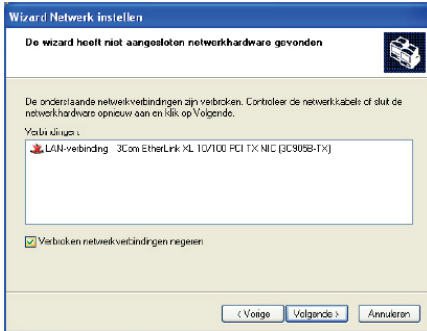 Wizard Netwerk instellen
De wizard heeft niet aangesloten netwerkhardware gevonden
De onderstaande netwerkverbindingen zijn verbroken. Controleer de netwerkkabels of sluit de
netwerkhardware opnieuw aan en klik op Volgende.
Verbindingen:
LAN-verbinding 3Com EtherLink XL 10/100 PCI TX NIC (3C905B-TX)
Verbroken netwerkverbindingen negeren
< Vorige Volgende > Annuleren